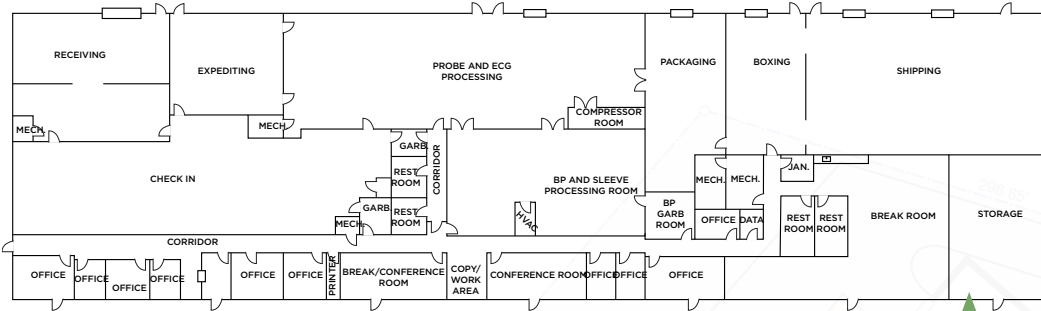 RECEIVING
EXPEDITING
PROBE AND ECG
PROCESSING
PACKAGING
BOXING
SHIPPING
MECH.
MECH.
COMPRESSOR
ROOM
GARB.
CHECK IN
REST
ROOM
CORRIDOR
BP AND SLEEVE
PROCESSING ROOM
MECH.
MECH.
JAN.
GARB.
REST
ROOM
MECH.
HVAC
BP
GARB
ROOM
OFFICE
DATA
REST
ROOM
REST
ROOM
BREAK ROOM
STORAGE
298.65'
CORRIDOR
OFFICE
OFFICE
OFFICE
OFFICE
OFFICE
OFFICE
PRINTER
BREAK/CONFERENCE
ROOM
COPY/
WORK
AREA
CONFERENCE ROOM
OFFICE
OFFICE
OFFICE